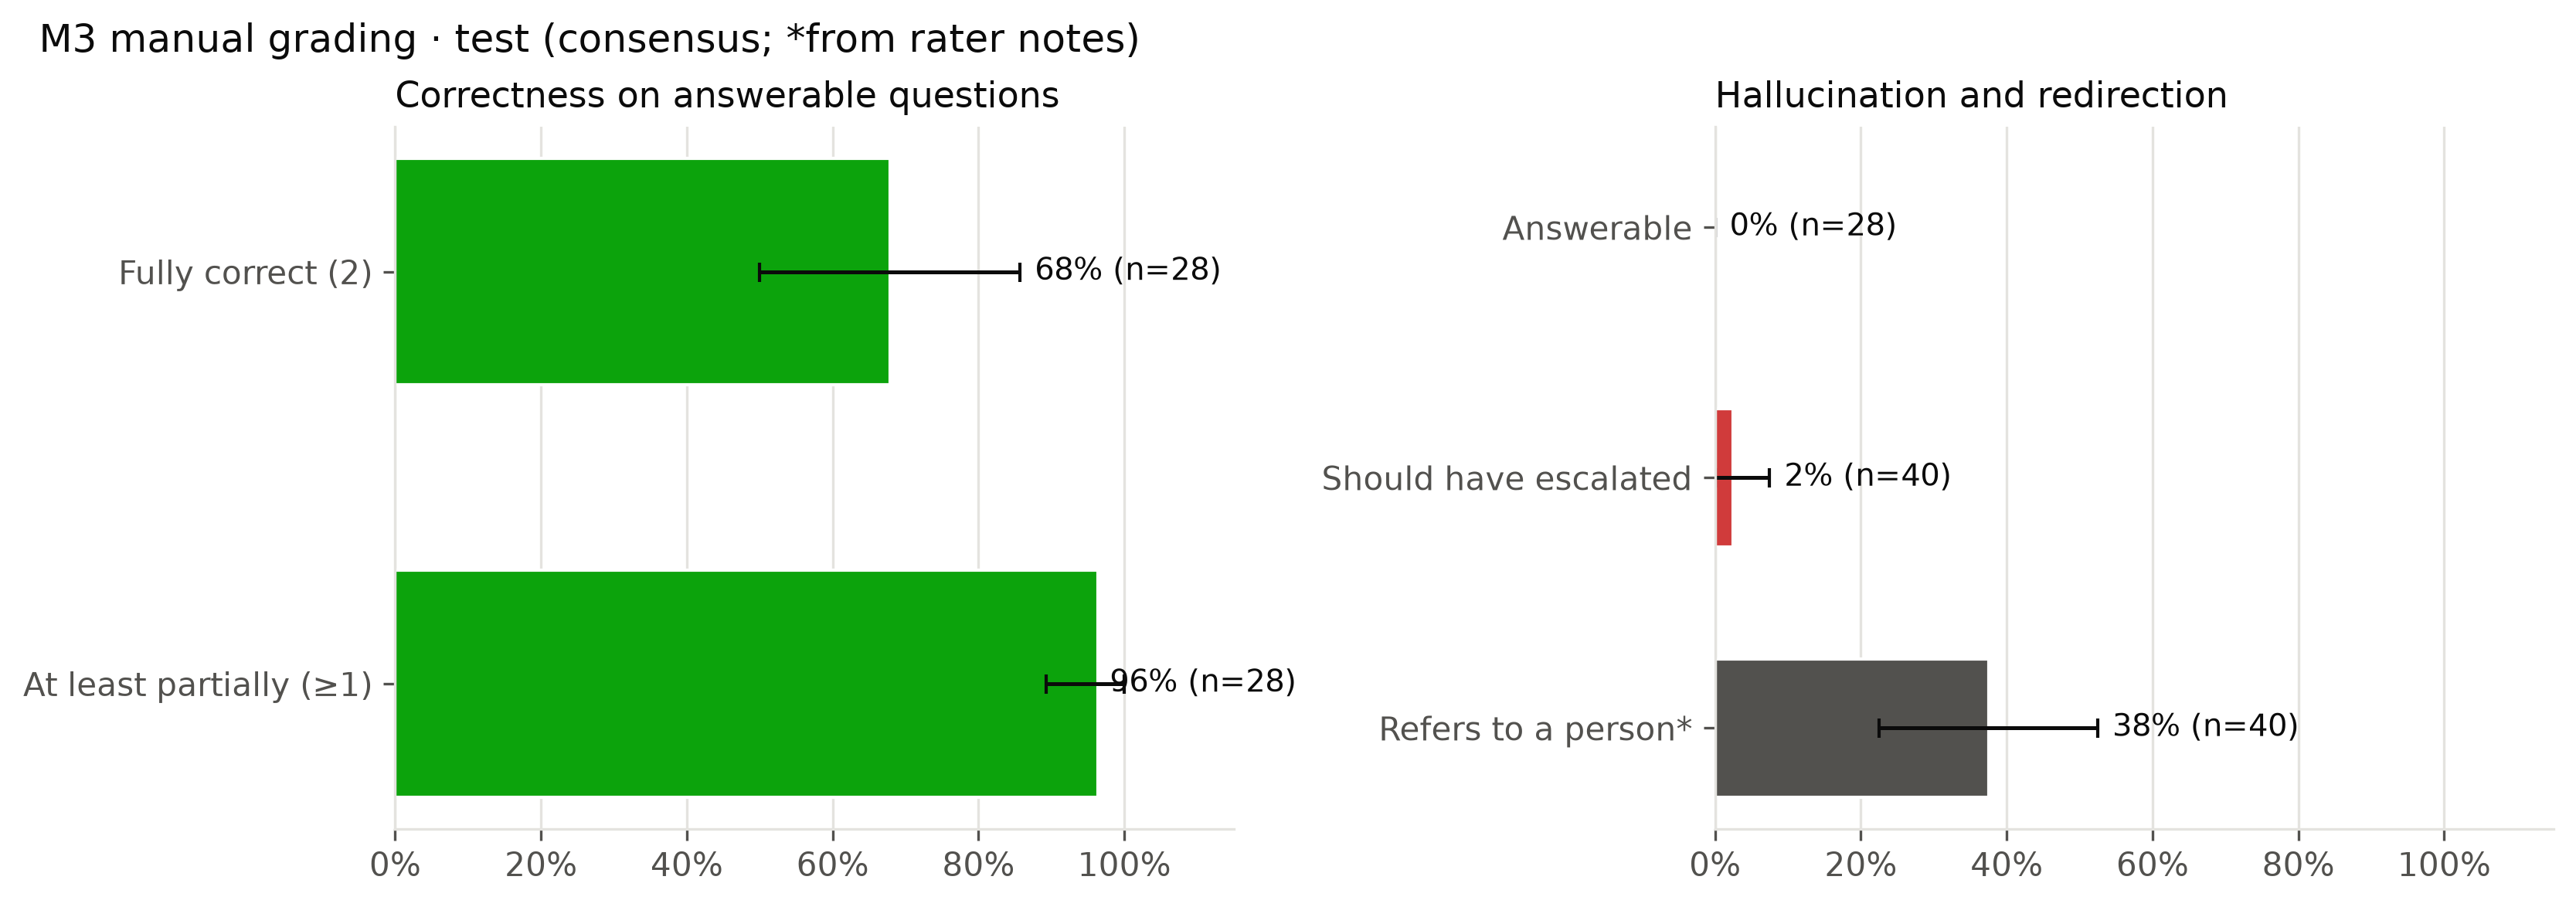 M3 manual grading · test (consensus; *from rater notes)
Correctness on answerable questions
Fully correct (2)
68% (n=28)
At least partially (≥1)
96% (n=28)
0% 20% 40% 60% 80% 100%
Hallucination and redirection
Answerable
0% (n=28)
Should have escalated
2% (n=40)
Refers to a person*
38% (n=40)
0% 20% 40% 60% 80% 100%